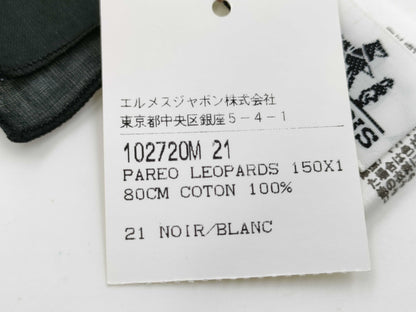 エルメスジャポン株式会社
東京都中央区銀座５－４－１
102720M 21
PAREO LEOPARDS 150X1
80CM COTON 100%
21 NOIR/BLANC